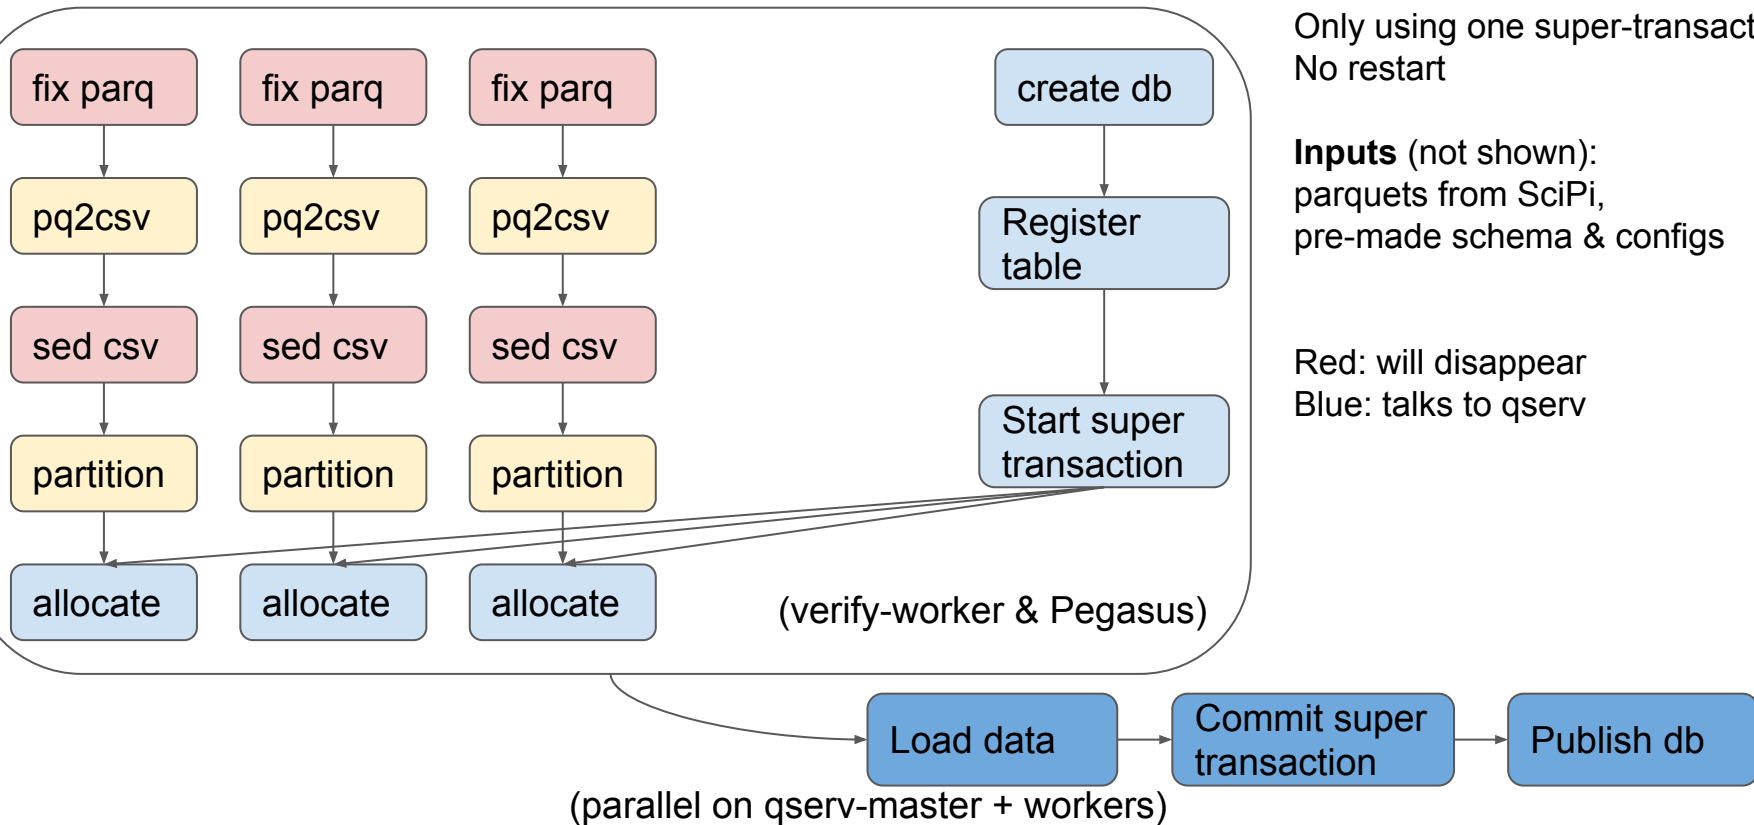 fix parq
fix parq
fix parq
create db
pq2csv
pq2csv
pq2csv
Register
table
sed csv
sed csv
sed csv
Start super
transaction
partition
partition
partition
allocate
allocate
allocate
(verify-worker & Pegasus)
Load data
Commit super
transaction
Publish db
(parallel on qserv-master + workers)
Only using one super-transact
No restart
Inputs (not shown):
parquets from SciPi,
pre-made schema & configs
Red: will disappear
Blue: talks to qserv